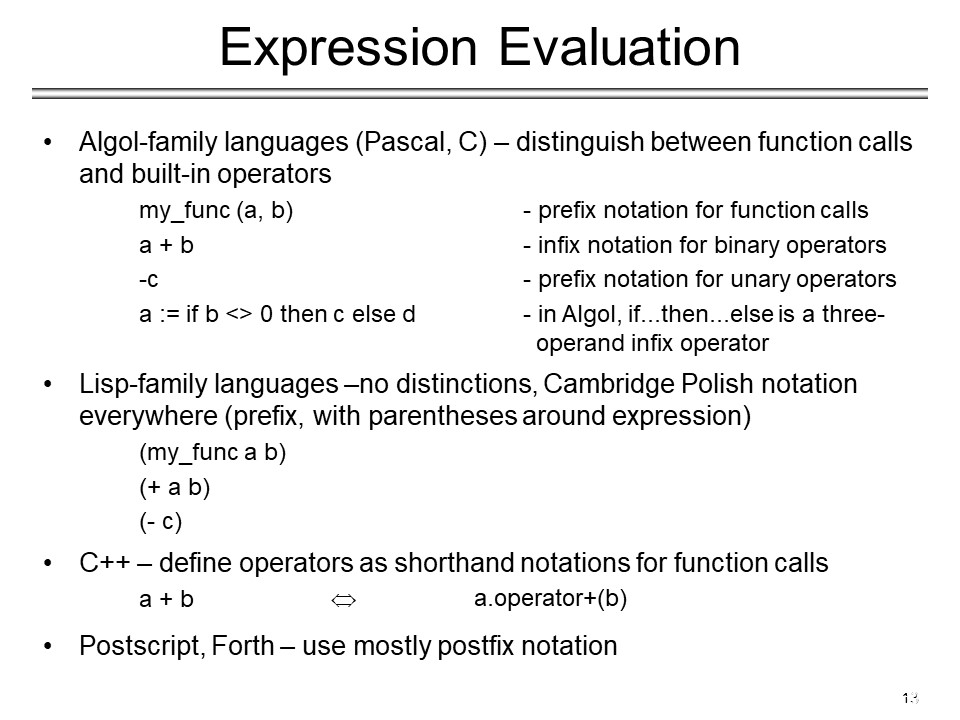 Expression Evaluation
• Algol-family languages (Pascal, C) – distinguish between function calls
and built-in operators
my_func (a, b) - prefix notation for function calls
a + b - infix notation for binary operators
-c - prefix notation for unary operators
a := if b <> 0 then c else d - in Algol, if...then...else is a three-
operand infix operator
• Lisp-family languages –no distinctions, Cambridge Polish notation
everywhere (prefix, with parentheses around expression)
(my_func a b)
(+ a b)
(- c)
• C++ – define operators as shorthand notations for function calls
a + b ⇔ a.operator+(b)
• Postscript, Forth – use mostly postfix notation